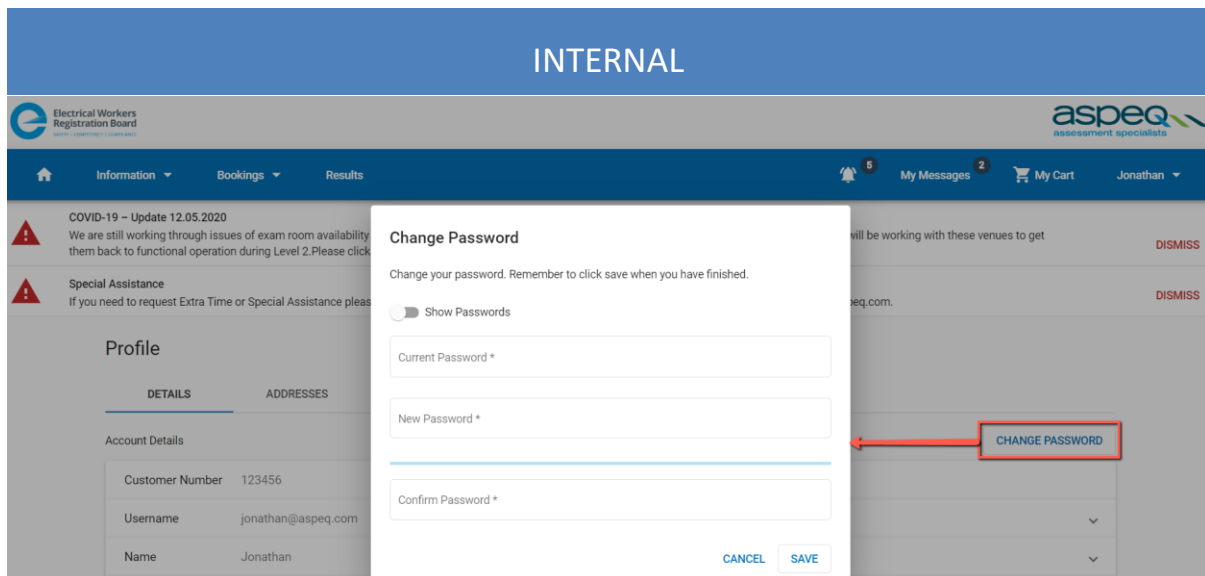 INTERNAL
Electrical Workers
Registration Board
SAFETY | COMPETENCY | COMPLIANCE
aspeq
assessment specialists
Information
Bookings
Results
5
My Messages
2
My Cart
Jonathan
COVID-19 – Update 12.05.2020
We are still working through issues of exam room availability
will be working with these venues to get
them back to functional operation during Level 2.Please click
DISMISS
Special Assistance
If you need to request Extra Time or Special Assistance pleas
peq.com.
DISMISS
Change Password
Change your password. Remember to click save when you have finished.
Show Passwords
Current Password *
New Password *
Confirm Password *
CANCEL
SAVE
Profile
DETAILS
ADDRESSES
Account Details
CHANGE PASSWORD
Customer Number 123456
Username jonathan@aspeq.com
Name Jonathan